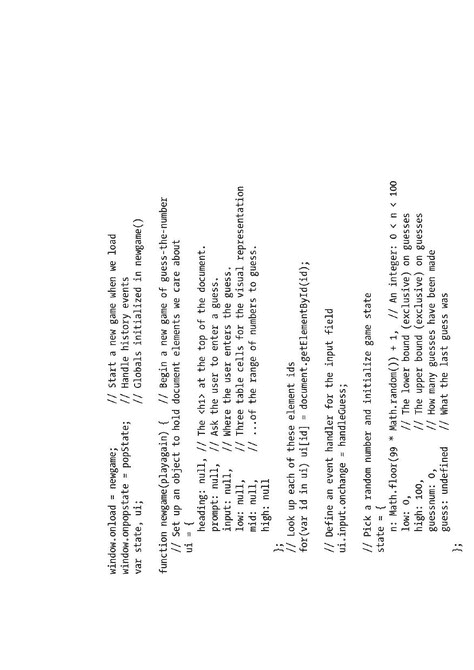 window.onload = newgame;        // Start a new game when we load
window.onpopstate = popstate;   // Handle history events
var state, ui;                  // Globals initialized in newgame()
function newgame(playagain) {   // Begin a new game of guess-the-number
    // Set up an object to hold document elements we care about
    ui = {
        heading: null, // The <h1> at the top of the document.
        prompt: null,  // Ask the user to enter a guess.
        input: null,   // Where the user enters the guess.
        low: null,     // Three table cells for the visual representation
        mid: null,     // ...of the range of numbers to guess.
        high: null
    };
    // Look up each of these element ids
    for(var id in ui) ui[id] = document.getElementById(id);
    // Define an event handler for the input field
    ui.input.onchange = handleGuess;
    // Pick a random number and initialize game state
    state = {
        n: Math.floor(99 * Math.random()) + 1,  // An integer: 0 < n < 100
        low: 0,            // The lower bound (exclusive) on guesses
        high: 100,         // The upper bound (exclusive) on guesses
        guessnum: 0,       // How many guesses have been made
        guess: undefined   // What the last guess was
    };